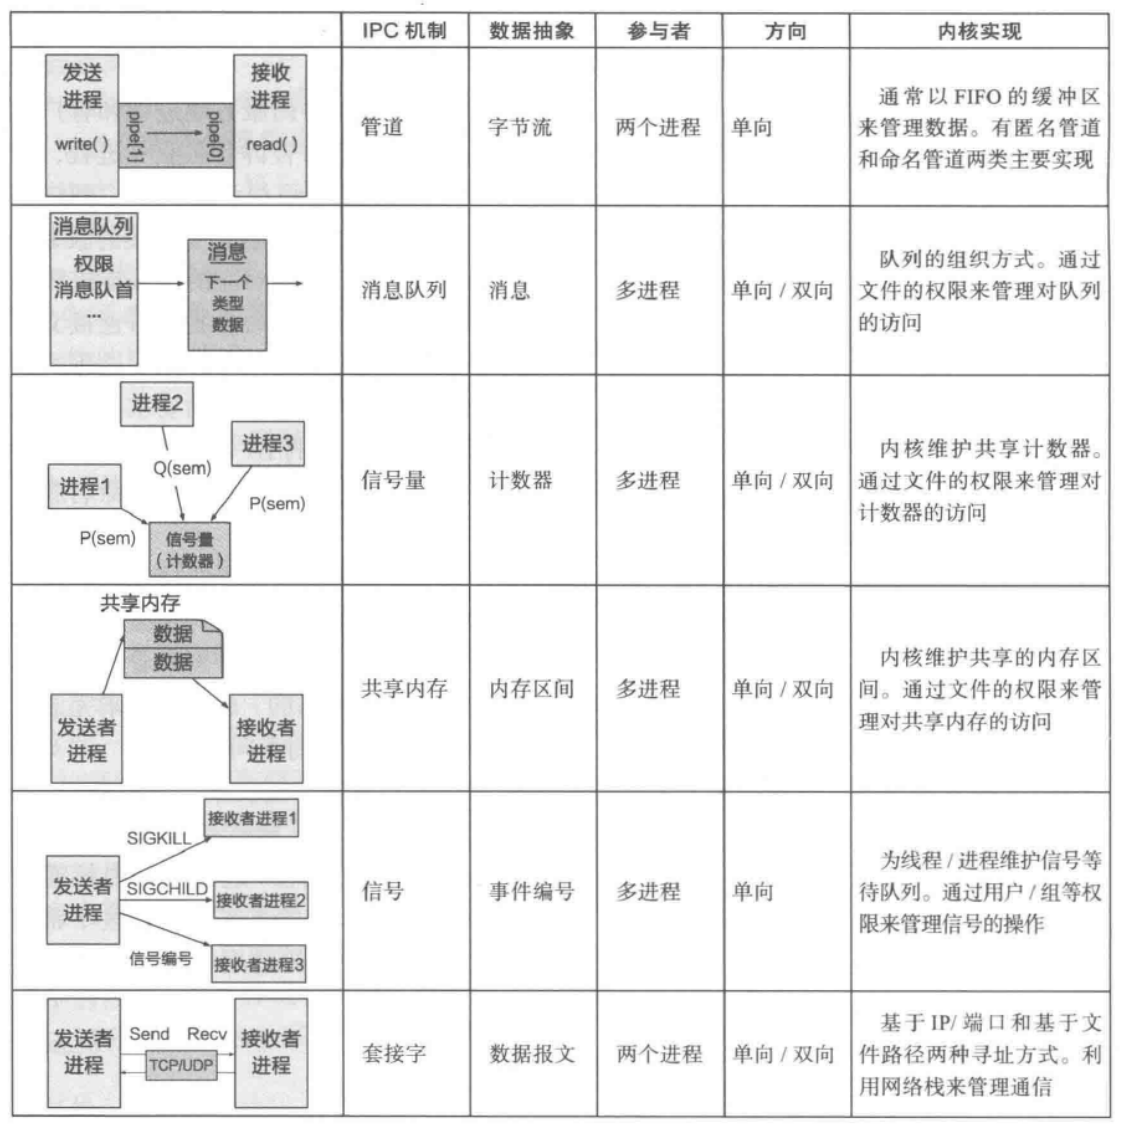 IPC 机制 数据抽象 参与者 方向 内核实现
发送
进程
write( )
pipe[1]
pipe[0]
接收
进程
read( )
管道 字节流 两个进程 单向
通常以 FIFO 的缓冲区
来管理数据。有匿名管道
和命名管道两类主要实现
消息队列
权限
消息队首
...
消息
下一个
类型
数据
消息队列 消息 多进程 单向 / 双向
队列的组织方式。通过
文件的权限来管理对队列
的访问
进程2
进程3
进程1
Q(sem)
P(sem)
P(sem)
信号量
（计数器）
信号量 计数器 多进程 单向 / 双向
内核维护共享计数器。
通过文件的权限来管理对
计数器的访问
共享内存
数据
数据
发送者
进程
接收者
进程
共享内存 内存区间 多进程 单向 / 双向
内核维护共享的内存区
间。通过文件的权限来管
理对共享内存的访问
发送者
进程
SIGKILL
接收者进程1
SIGCHILD
接收者进程2
信号编号
接收者进程3
信号 事件编号 多进程 单向
为线程 / 进程维护信号等
待队列。通过用户 / 组等权
限来管理信号的操作
发送者
进程
Send Recv
TCP/UDP
接收者
进程
套接字 数据报文 两个进程 单向 / 双向
基于 IP/ 端口和基于文
件路径两种寻址方式。利
用网络栈来管理通信